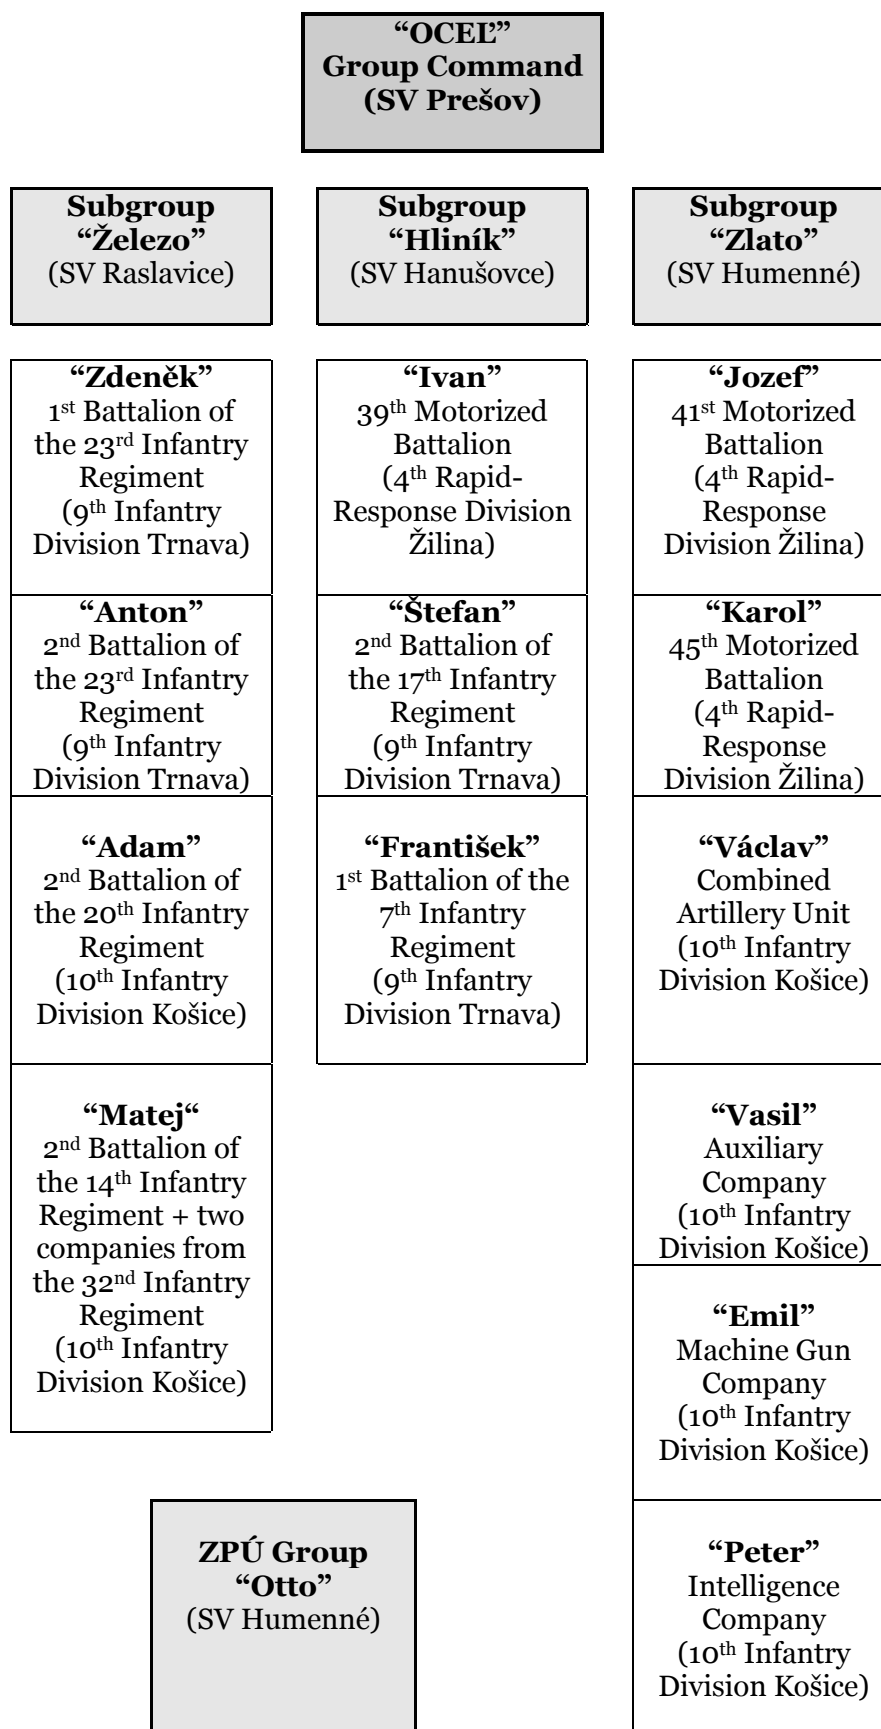 “OCEĽ”
Group Command
(SV Prešov)
Subgroup
“Železo”
(SV Raslavice)
Subgroup
“Hliník”
(SV Hanušovce)
Subgroup
“Zlato”
(SV Humenné)
“Zdeněk”
1st Battalion of
the 23rd Infantry
Regiment
(9th Infantry
Division Trnava)
“Anton”
2nd Battalion of
the 23rd Infantry
Regiment
(9th Infantry
Division Trnava)
“Adam”
2nd Battalion of
the 20th Infantry
Regiment
(10th Infantry
Division Košice)
“Matej“
2nd Battalion of
the 14th Infantry
Regiment + two
companies from
the 32nd Infantry
Regiment
(10th Infantry
Division Košice)
“Ivan”
39th Motorized
Battalion
(4th Rapid-
Response Division
Žilina)
“Štefan”
2nd Battalion of
the 17th Infantry
Regiment
(9th Infantry
Division Trnava)
“František”
1st Battalion of the
7th Infantry
Regiment
(9th Infantry
Division Trnava)
“Jozef”
41st Motorized
Battalion
(4th Rapid-
Response
Division Žilina)
“Karol”
45th Motorized
Battalion
(4th Rapid-
Response
Division Žilina)
“Václav”
Combined
Artillery Unit
(10th Infantry
Division Košice)
“Vasil”
Auxiliary
Company
(10th Infantry
Division Košice)
“Emil”
Machine Gun
Company
(10th Infantry
Division Košice)
“Peter”
Intelligence
Company
(10th Infantry
Division Košice)
ZPÚ Group
“Otto”
(SV Humenné)